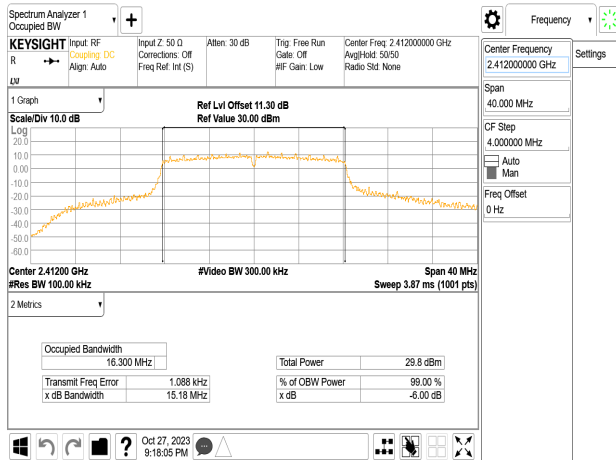 Spectrum Analyzer 1
Occupied BW
Frequency
KEYSIGHT
R
LXI
Input: RF
Coupling: DC
Align: Auto
Input Z: 50 Ω
Corrections: Off
Freq Ref: Int (S)
Atten: 30 dB
Trig: Free Run
Gate: Off
#IF Gain: Low
Center Freq: 2.412000000 GHz
Avg|Hold: 50/50
Radio Std: None
Center Frequency
2.412000000 GHz
Settings
Span
40.000 MHz
CF Step
4.000000 MHz
Auto
Man
Freq Offset
0 Hz
1 Graph
Scale/Div 10.0 dB
Ref Lvl Offset 11.30 dB
Ref Value 30.00 dBm
Log
20.0
10.0
0.00
-10.0
-20.0
-30.0
-40.0
-50.0
-60.0
Center 2.41200 GHz
#Res BW 100.00 kHz
#Video BW 300.00 kHz
Span 40 MHz
Sweep 3.87 ms (1001 pts)
2 Metrics
Occupied Bandwidth
16.300 MHz
Total Power 29.8 dBm
Transmit Freq Error 1.088 kHz
% of OBW Power 99.00 %
x dB Bandwidth 15.18 MHz
x dB -6.00 dB
?
Oct 27, 2023
9:18:05 PM